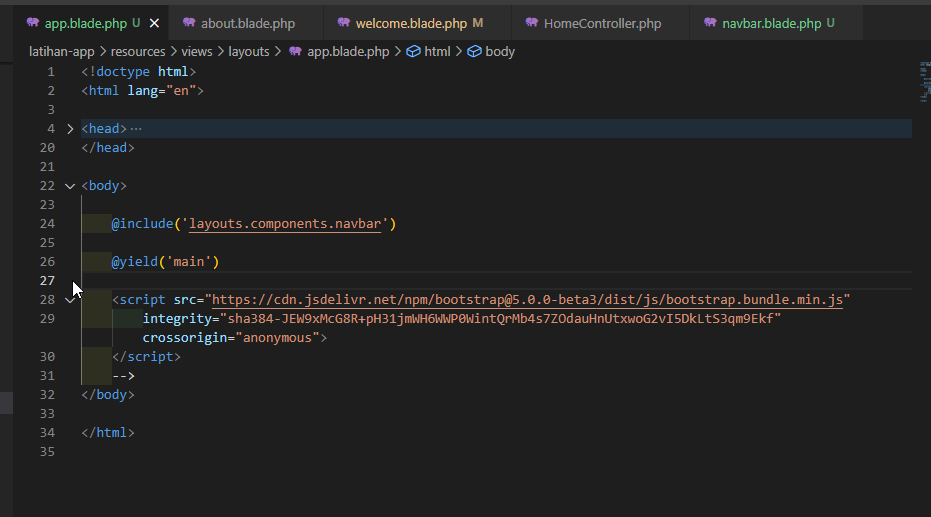 app.blade.php U
about.blade.php
welcome.blade.php M
HomeController.php
navbar.blade.php U
latihan-app > resources > views > layouts > app.blade.php > html > body
1 <!doctype html>
2 <html lang="en">
3
4 <head> ...
20 </head>
21
22 <body>
23
24 @include('layouts.components.navbar')
25
26 @yield('main')
27
28 <script src="https://cdn.jsdelivr.net/npm/bootstrap@5.0.0-beta3/dist/js/bootstrap.bundle.min.js"
29 integrity="sha384-JEW9xMcG8R+pH31jmWH6WWP0WintQrMb4s7ZOdauHnUtxwoG2vI5DkLtS3qm9Ekf"
crossorigin="anonymous">
30 </script>
31 -->
32 </body>
33
34 </html>
35